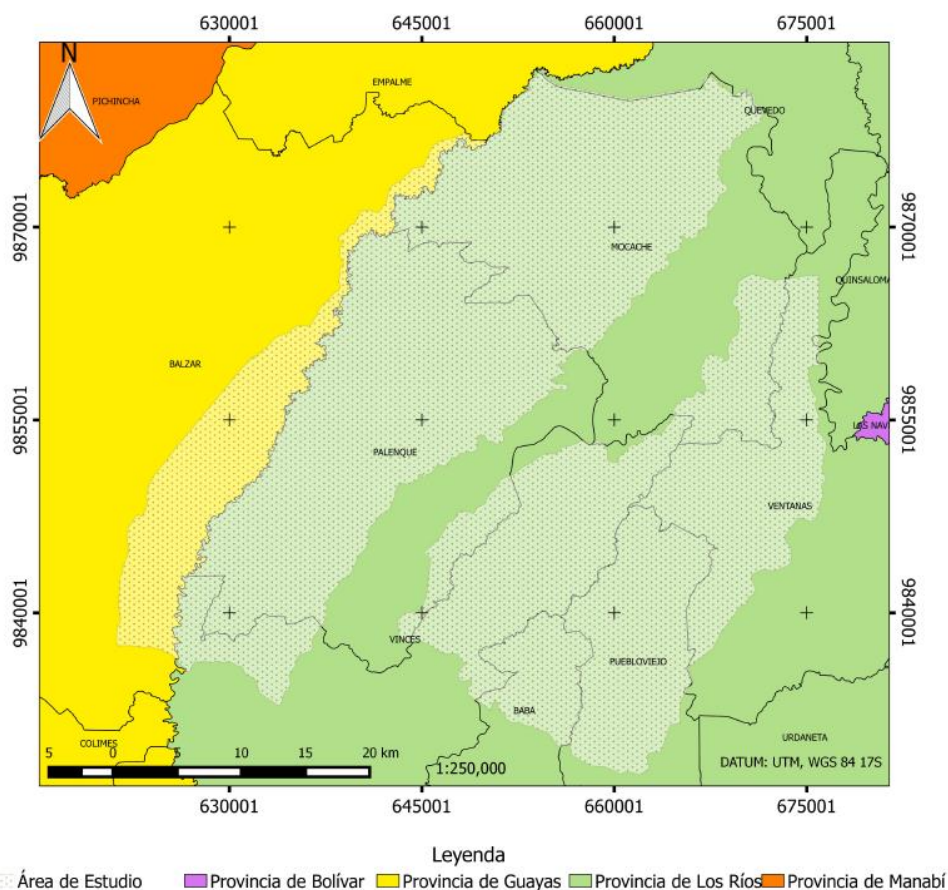 630001 645001 660001 675001
N
EMPALME
PICHINCHA
QUEVEDO
9870001 9870001
MOCACHE
QUINSALOMA
BALZAR
9855001 9855001
LAS NAV
PALENQUE
VENTANAS
9840001 9840001
VINCES
PUEBLOVIEJO
BABA
URDANETA
COLIMES
5 0 5 10 15 20 km
1:250,000
DATUM: UTM, WGS 84 17S
630001 645001 660001 675001
Leyenda
Área de Estudio Provincia de Bolívar Provincia de Guayas Provincia de Los Ríos Provincia de Manabí